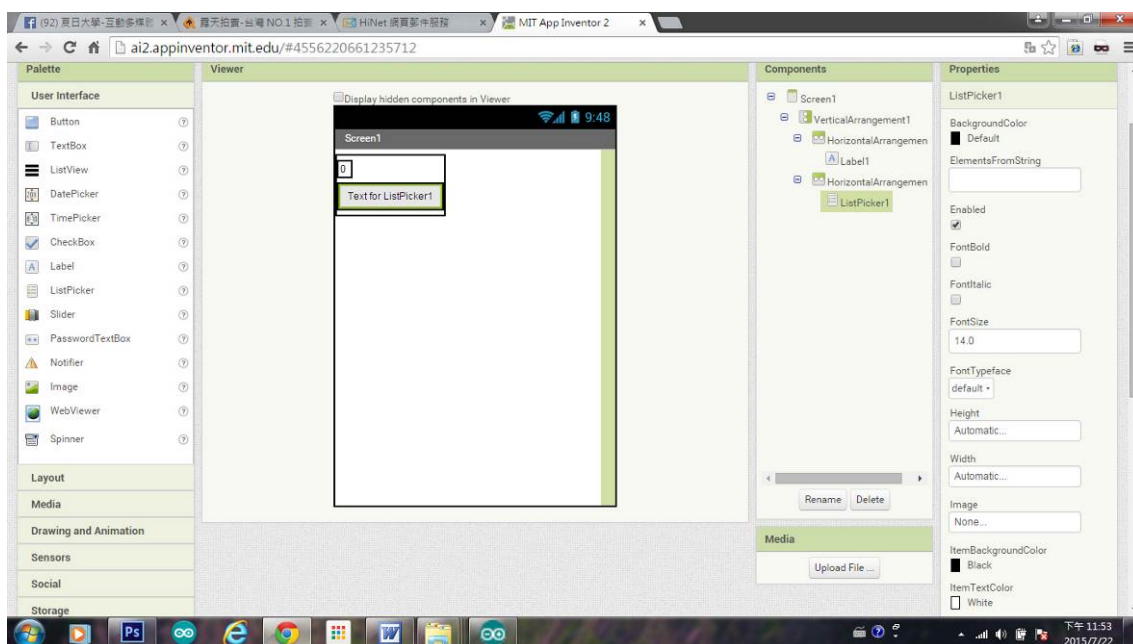 (92) 夏日大學-互動多媒
露天拍賣-台灣 NO.1 拍
HiNet 網頁郵件服務
MIT App Inventor 2
ai2.appinventor.mit.edu/#4556220661235712
Palette
Viewer
Components
Properties
User Interface
Button
TextBox
ListView
DatePicker
TimePicker
CheckBox
Label
ListPicker
Slider
PasswordTextBox
Notifier
Image
WebViewer
Spinner
Layout
Media
Drawing and Animation
Sensors
Social
Storage
Display hidden components in Viewer
9:48
Screen1
0
Text for ListPicker1
Screen1
VerticalArrangement1
HorizontalArrangemen
Label1
HorizontalArrangemen
ListPicker1
Rename Delete
Media
Upload File ...
ListPicker1
BackgroundColor
Default
ElementsFromString
Enabled
FontBold
FontItalic
FontSize
14.0
FontTypeface
default
Height
Automatic...
Width
Automatic...
Image
None...
ItemBackgroundColor
Black
ItemTextColor
White
Ps
W
下午 11:53
2015/7/22